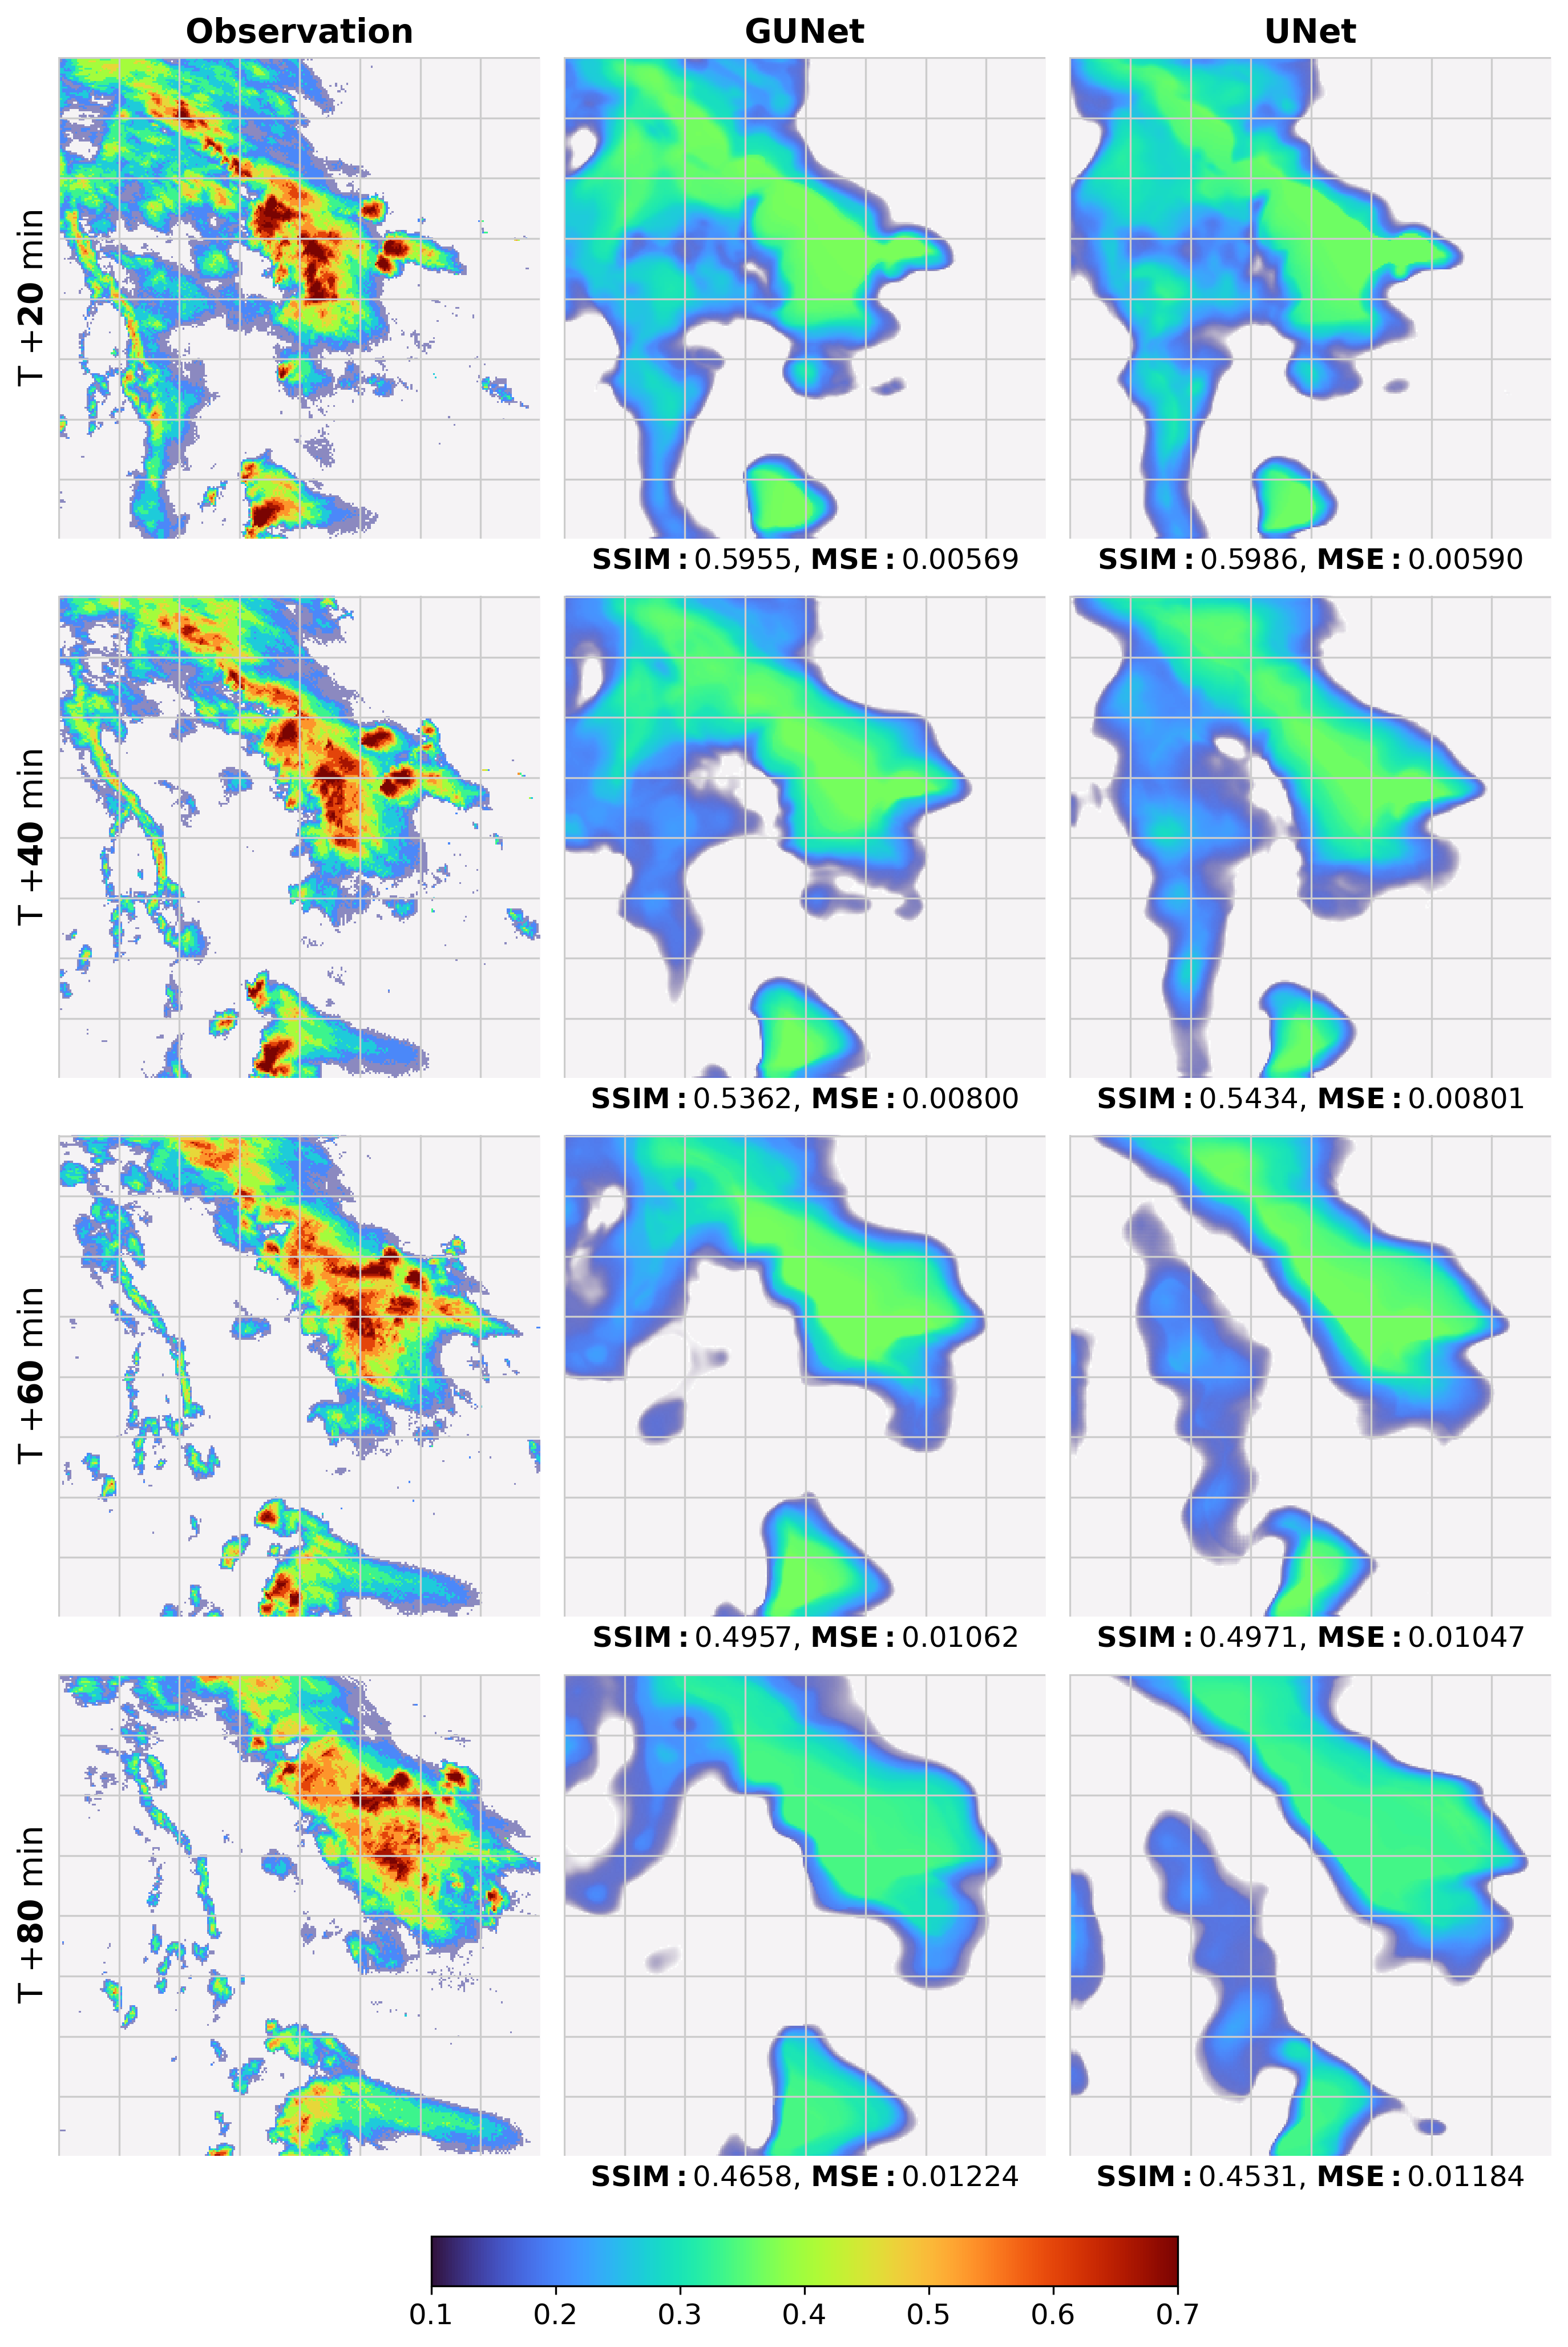 Observation GUNet UNet
T +20 min
SSIM: 0.5955, MSE: 0.00569 SSIM: 0.5986, MSE: 0.00590
T +40 min
SSIM: 0.5362, MSE: 0.00800 SSIM: 0.5434, MSE: 0.00801
T +60 min
SSIM: 0.4957, MSE: 0.01062 SSIM: 0.4971, MSE: 0.01047
T +80 min
SSIM: 0.4658, MSE: 0.01224 SSIM: 0.4531, MSE: 0.01184
0.1 0.2 0.3 0.4 0.5 0.6 0.7